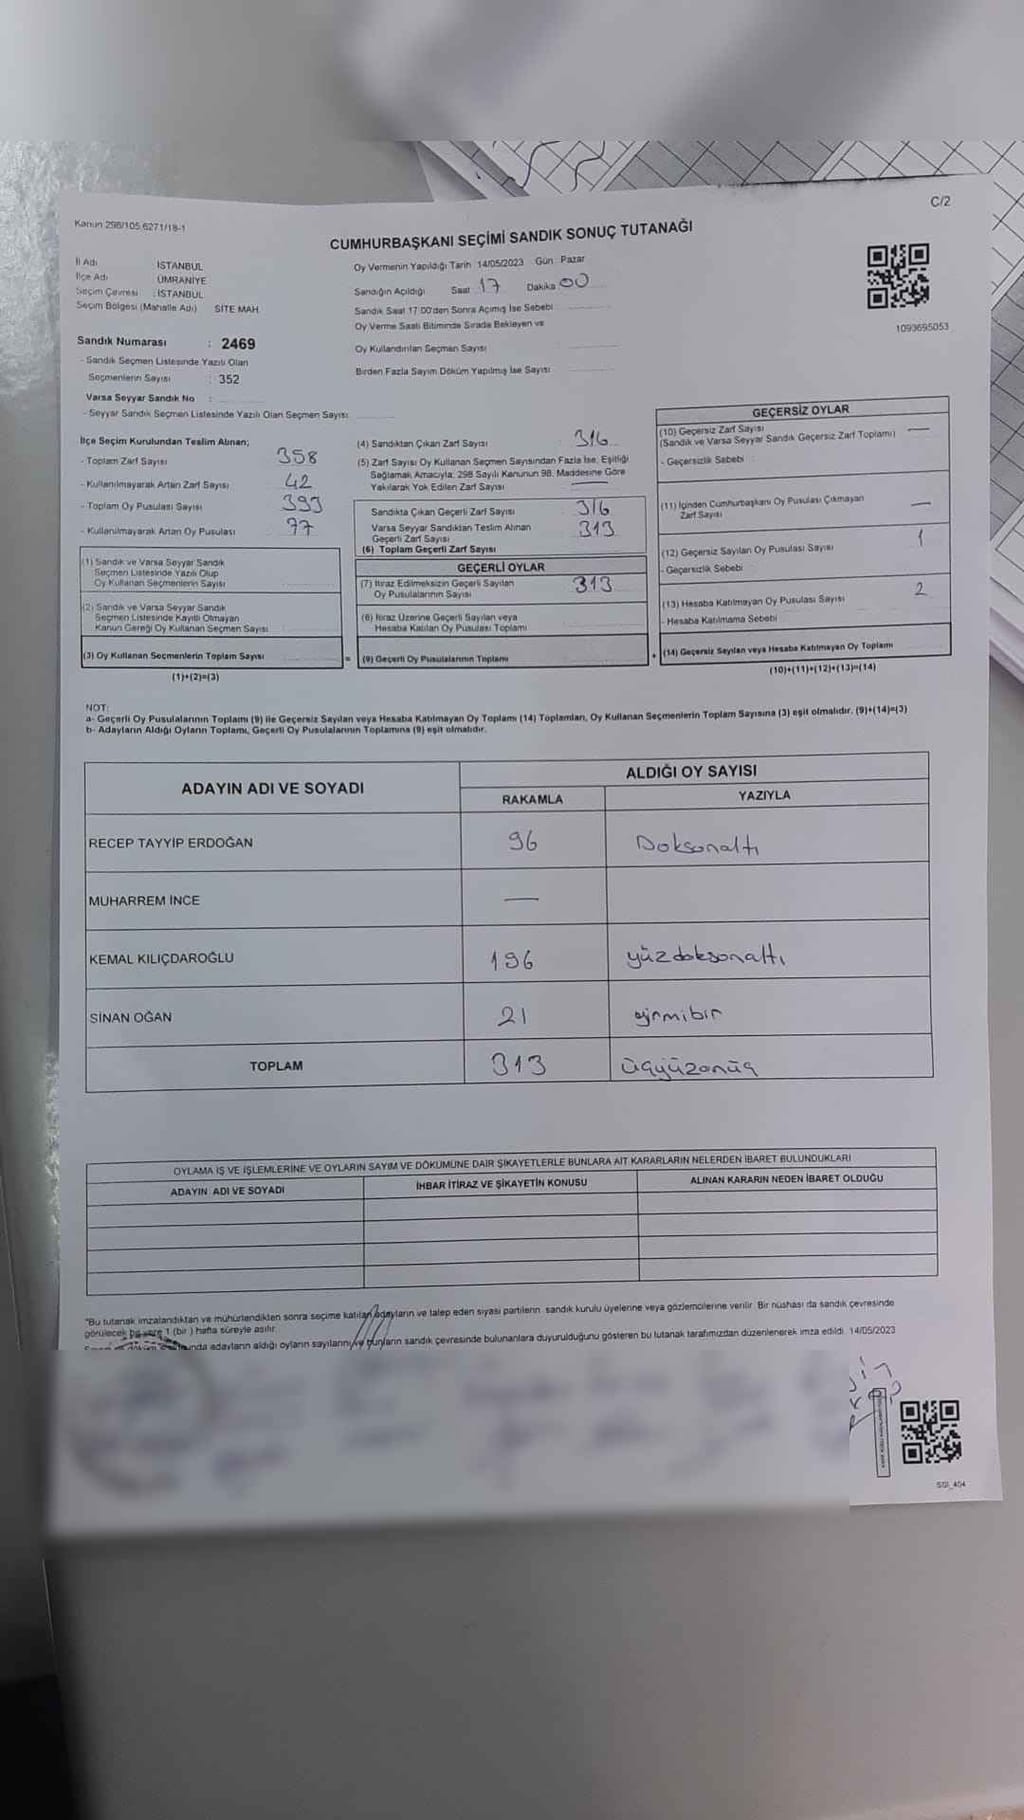 Kanun 298/105 6271/18-1
C/2
CUMHURBAŞKANI SEÇİMİ SANDIK SONUÇ TUTANAĞI
İl Adı İSTANBUL
İlçe Adı ÜMRANİYE
Seçim Çevresi : İSTANBUL
Seçim Bölgesi (Mahalle Adı) SİTE MAH.
Sandık Numarası : 2469
- Sandık Seçmen Listesinde Yazılı Olan
Seçmenlerin Sayısı : 352
Varsa Seyyar Sandık No :
- Seyyar Sandık Seçmen Listesinde Yazılı Olan Seçmen Sayısı
Oy Vermenin Yapıldığı Tarih 14/05/2023 Gün : Pazar
Sandığın Açıldığı Saat 17 Dakika 00
Sandık Saat 17:00'den Sonra Açılmış İse Sebebi
Oy Verme Saati Bitiminde Sırada Bekleyen ve
Oy Kullandırılan Seçmen Sayısı
Birden Fazla Sayım Döküm Yapılmış İse Sayısı
1093695053
İlçe Seçim Kurulundan Teslim Alınan;
- Toplam Zarf Sayısı 358
- Kullanılmayarak Artan Zarf Sayısı 42
- Toplam Oy Pusulası Sayısı 393
- Kullanılmayarak Artan Oy Pusulası 77
(1) Sandık ve Varsa Seyyar Sandık
Seçmen Listesinde Yazılı Olup
Oy Kullanan Seçmenlerin Sayısı
(2) Sandık ve Varsa Seyyar Sandık
Seçmen Listesinde Kayıtlı Olmayan
Kanun Gereği Oy Kullanan Seçmen Sayısı
(3) Oy Kullanan Seçmenlerin Toplam Sayısı
(1)+(2)=(3)
(4) Sandıktan Çıkan Zarf Sayısı 316
(5) Zarf Sayısı Oy Kullanan Seçmen Sayısından Fazla İse, Eşitliği
Sağlamak Amacıyla; 298 Sayılı Kanunun 98. Maddesine Göre
Yakılarak Yok Edilen Zarf Sayısı —
Sandıkta Çıkan Geçerli Zarf Sayısı 316
Varsa Seyyar Sandıktan Teslim Alınan
Geçerli Zarf Sayısı 313
(6) Toplam Geçerli Zarf Sayısı
GEÇERLİ OYLAR
(7) İtiraz Edilmeksizin Geçerli Sayılan
Oy Pusulalarının Sayısı 313
(8) İtiraz Üzerine Geçerli Sayılan veya
Hesaba Katılan Oy Pusulası Toplamı
= (9) Geçerli Oy Pusulalarının Toplamı
GEÇERSİZ OYLAR
(10) Geçersiz Zarf Sayısı —
(Sandık ve Varsa Seyyar Sandık Geçersiz Zarf Toplamı)
- Geçersizlik Sebebi
(11) İçinden Cumhurbaşkanı Oy Pusulası Çıkmayan —
Zarf Sayısı
(12) Geçersiz Sayılan Oy Pusulası Sayısı 1
- Geçersizlik Sebebi
(13) Hesaba Katılmayan Oy Pusulası Sayısı 2
- Hesaba Katılmama Sebebi
+ (14) Geçersiz Sayılan veya Hesaba Katılmayan Oy Toplamı
(10)+(11)+(12)+(13)=(14)
NOT:
a- Geçerli Oy Pusulalarının Toplamı (9) ile Geçersiz Sayılan veya Hesaba Katılmayan Oy Toplamı (14) Toplamları, Oy Kullanan Seçmenlerin Toplam Sayısına (3) eşit olmalıdır. (9)+(14)=(3)
b- Adayların Aldığı Oyların Toplamı, Geçerli Oy Pusulalarının Toplamına (9) eşit olmalıdır.
ADAYIN ADI VE SOYADI
ALDIĞI OY SAYISI
RAKAMLA YAZIYLA
RECEP TAYYİP ERDOĞAN 96 Doksanaltı
MUHARREM İNCE —
KEMAL KILIÇDAROĞLU 196 yüzdoksanaltı
SİNAN OĞAN 21 yirmibir
TOPLAM 313 üçyüzonüç
OYLAMA İŞ VE İŞLEMLERİNE VE OYLARIN SAYIM VE DÖKÜMÜNE DAİR ŞİKAYETLERLE BUNLARA AİT KARARLARIN NELERDEN İBARET BULUNDUKLARI
ADAYIN ADI VE SOYADI İHBAR İTİRAZ VE ŞİKAYETİN KONUSU ALINAN KARARIN NEDEN İBARET OLDUĞU
"Bu tutanak imzalandıktan ve mühürlendikten sonra seçime katılan adayların ve talep eden siyasi partilerin sandık kurulu üyelerine veya gözlemcilerine verilir. Bir nüshası da sandık çevresinde
görülecek bir yere 1 (bir) hafta süreyle asılır.
adayların aldığı oyların sayılarını ve bunların sandık çevresinde bulunanlara duyurulduğunu gösteren bu tutanak tarafımızdan düzenlenerek imza edildi. 14/05/2023
SGI_404